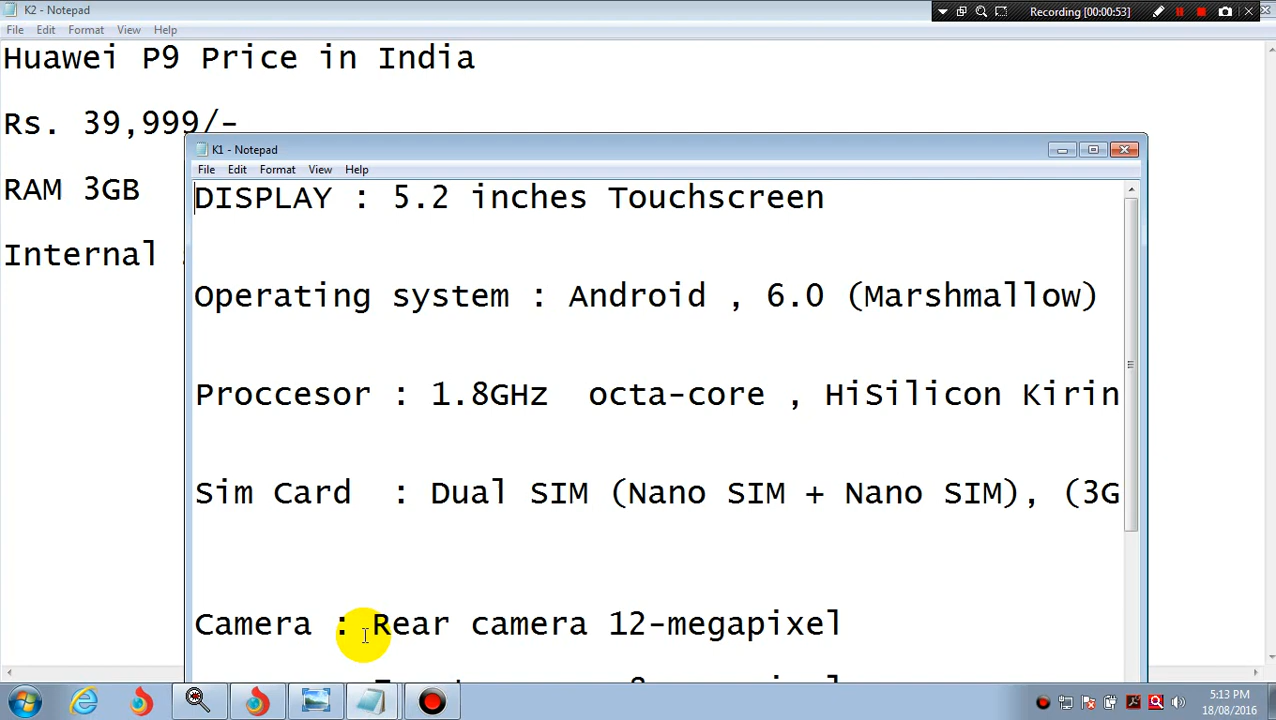 K2 - Notepad
Recording [00:00:53]
File Edit Format View Help
Huawei P9 Price in India
Rs. 39,999/-
RAM 3GB
Internal
K1 - Notepad
File Edit Format View Help
DISPLAY : 5.2 inches Touchscreen
Operating system : Android , 6.0 (Marshmallow)
Proccesor : 1.8GHz octa-core , HiSilicon Kirin
Sim Card : Dual SIM (Nano SIM + Nano SIM), (3G
Camera : Rear camera 12-megapixel
5:13 PM
18/08/2016